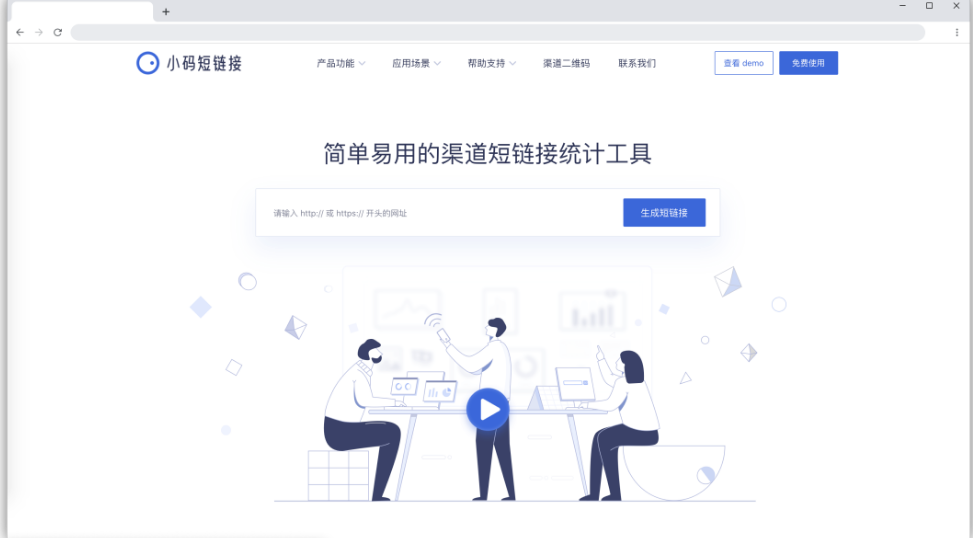 小码短链接
产品功能 应用场景 帮助支持 渠道二维码 联系我们 查看 demo 免费使用
简单易用的渠道短链接统计工具
请输入 http:// 或 https:// 开头的网址 生成短链接